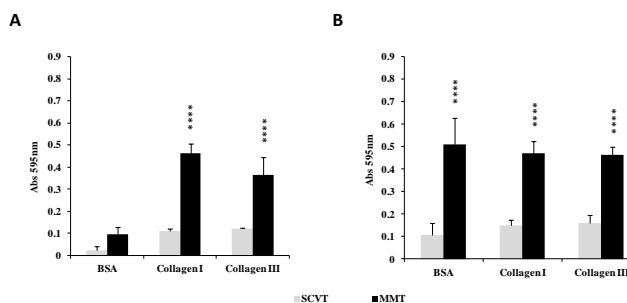 A
Abs 595nm
0.9
0.8
0.7
0.6
0.5
0.4
0.3
0.2
0.1
0
****
****
BSA
Collagen I
Collagen III
B
Abs 595nm
0.9
0.8
0.7
0.6
0.5
0.4
0.3
0.2
0.1
0
****
****
****
BSA
Collagen I
Collagen III
SCVT
MMT